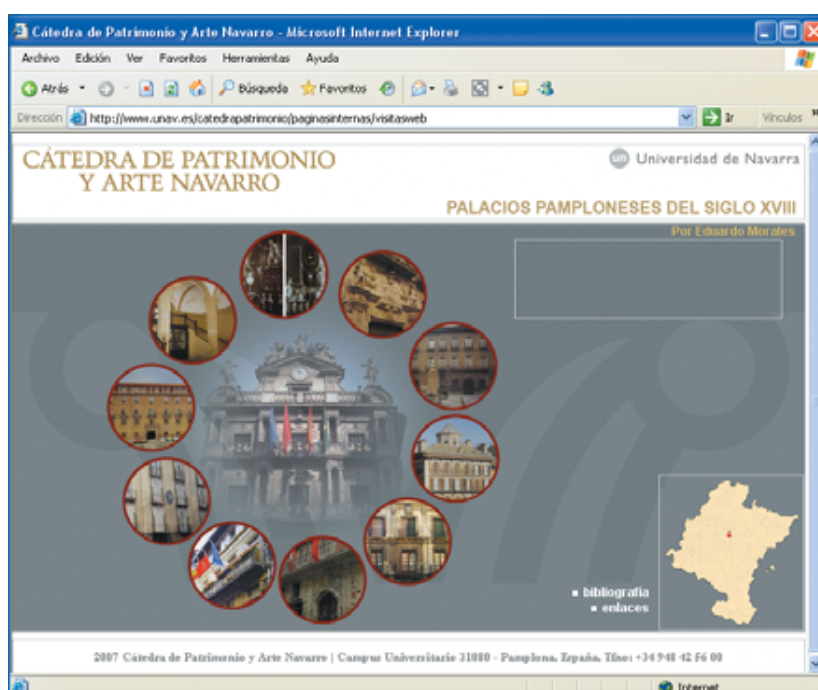 Cátedra de Patrimonio y Arte Navarro - Microsoft Internet Explorer
Archivo Edición Ver Favoritos Herramientas Ayuda
Atrás Búsqueda Favoritos
Dirección http://www.unav.es/catedrapatrimonio/paginasinternas/visitasweb Ir Vínculos »
CÁTEDRA DE PATRIMONIO
Y ARTE NAVARRO
un Universidad de Navarra
PALACIOS PAMPLONESES DEL SIGLO XVIII
Por Eduardo Morales
bibliografia
enlaces
2007 Cátedra de Patrimonio y Arte Navarro | Campus Universitario 31080 - Pamplona, España, Tfno: +34 948 42 56 00
Internet